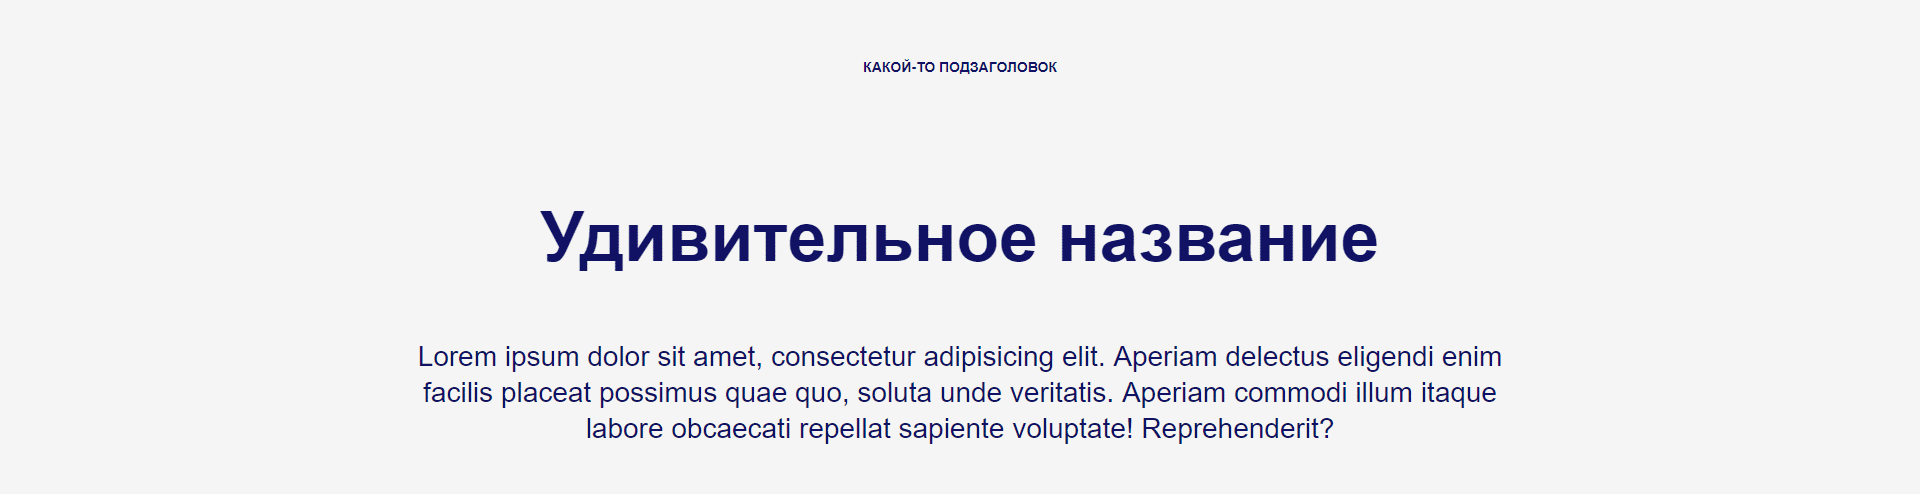 КАКОЙ-ТО ПОДЗАГОЛОВОК
Удивительное название
Lorem ipsum dolor sit amet, consectetur adipisicing elit. Aperiam delectus eligendi enim
facilis placeat possimus quae quo, soluta unde veritatis. Aperiam commodi illum itaque
labore obcaecati repellat sapiente voluptate! Reprehenderit?